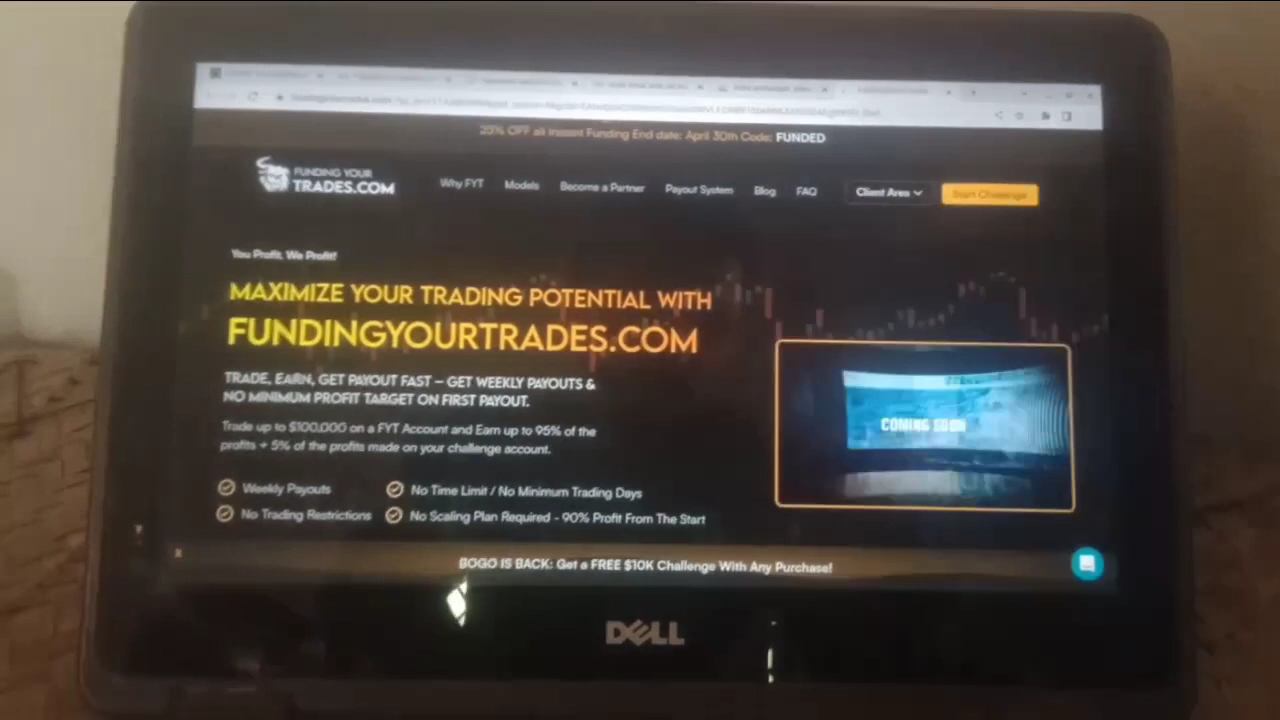 25% OFF all Instant Funding End date: April 30th Code: FUNDED
FUNDING YOUR
TRADES.COM
Why FYT
Models
Become a Partner
Payout System
Blog
FAQ
Client Area
Start Challenge
You Profit, We Profit!
MAXIMIZE YOUR TRADING POTENTIAL WITH
FUNDINGYOURTRADES.COM
TRADE, EARN, GET PAYOUT FAST – GET WEEKLY PAYOUTS &
NO MINIMUM PROFIT TARGET ON FIRST PAYOUT.
Trade up to $100,000 on a FYT Account and Earn up to 95% of the
profits + 5% of the profits made on your challenge account.
COMING SOON
Weekly Payouts
No Time Limit / No Minimum Trading Days
No Trading Restrictions
No Scaling Plan Required - 90% Profit From The Start
BOGO IS BACK: Get a FREE $10K Challenge With Any Purchase!
DELL